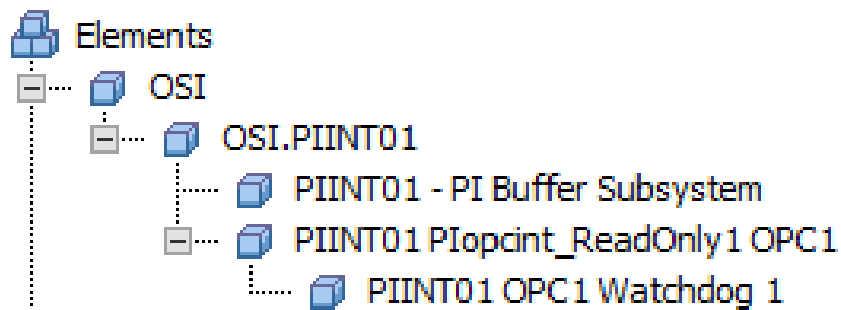 Elements
OSI
OSI.PIINT01
PIINT01 - PI Buffer Subsystem
PIINT01 PIopcint_ReadOnly1 OPC1
PIINT01 OPC1 Watchdog 1